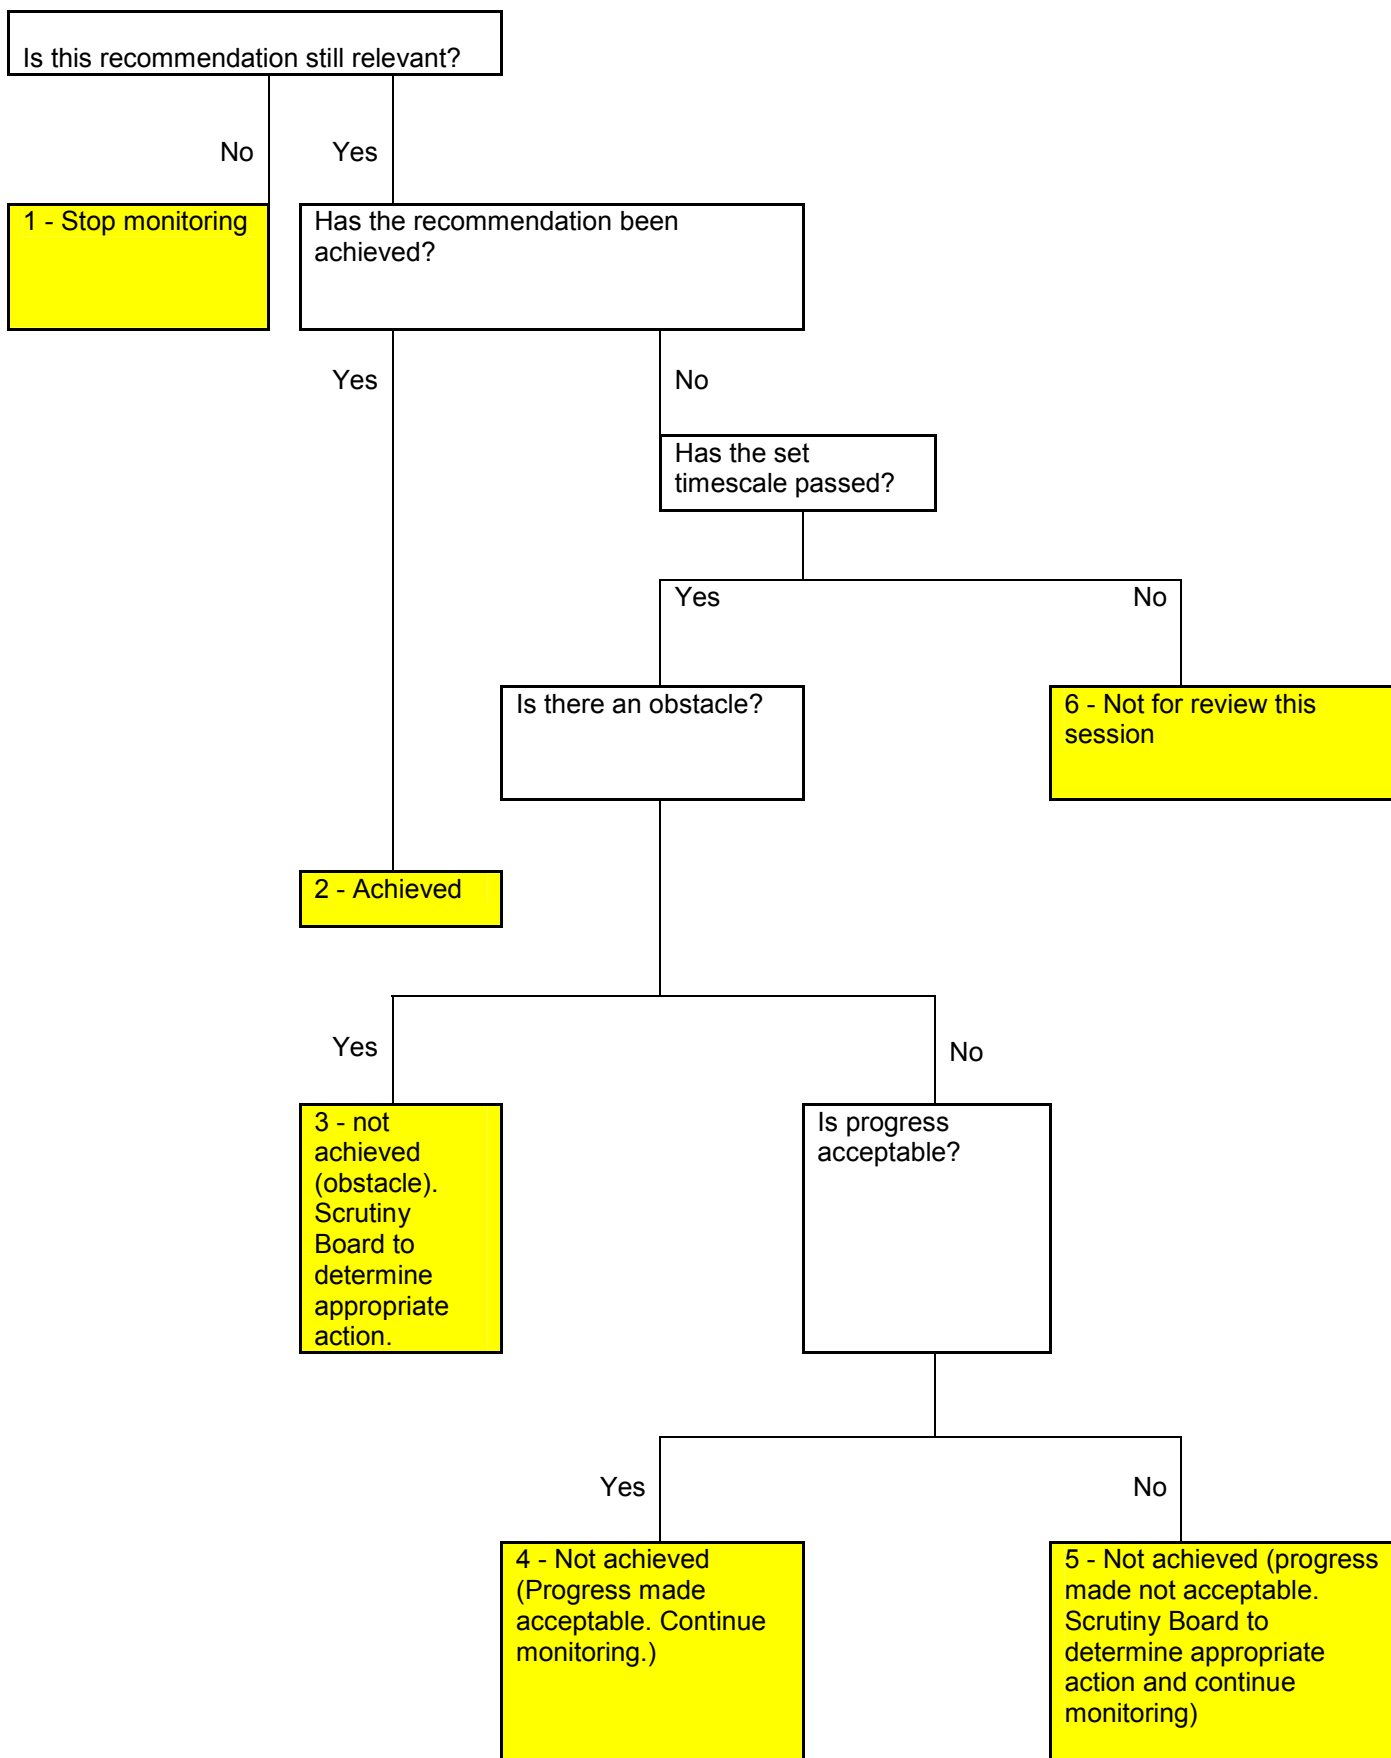 Is this recommendation still relevant?
No
Yes
1 - Stop monitoring
Has the recommendation been
achieved?
Yes
No
Has the set
timescale passed?
Yes
No
Is there an obstacle?
6 - Not for review this
session
2 - Achieved
Yes
No
3 - not
achieved
(obstacle).
Scrutiny
Board to
determine
appropriate
action.
Is progress
acceptable?
Yes
No
4 - Not achieved
(Progress made
acceptable. Continue
monitoring.)
5 - Not achieved (progress
made not acceptable.
Scrutiny Board to
determine appropriate
action and continue
monitoring)